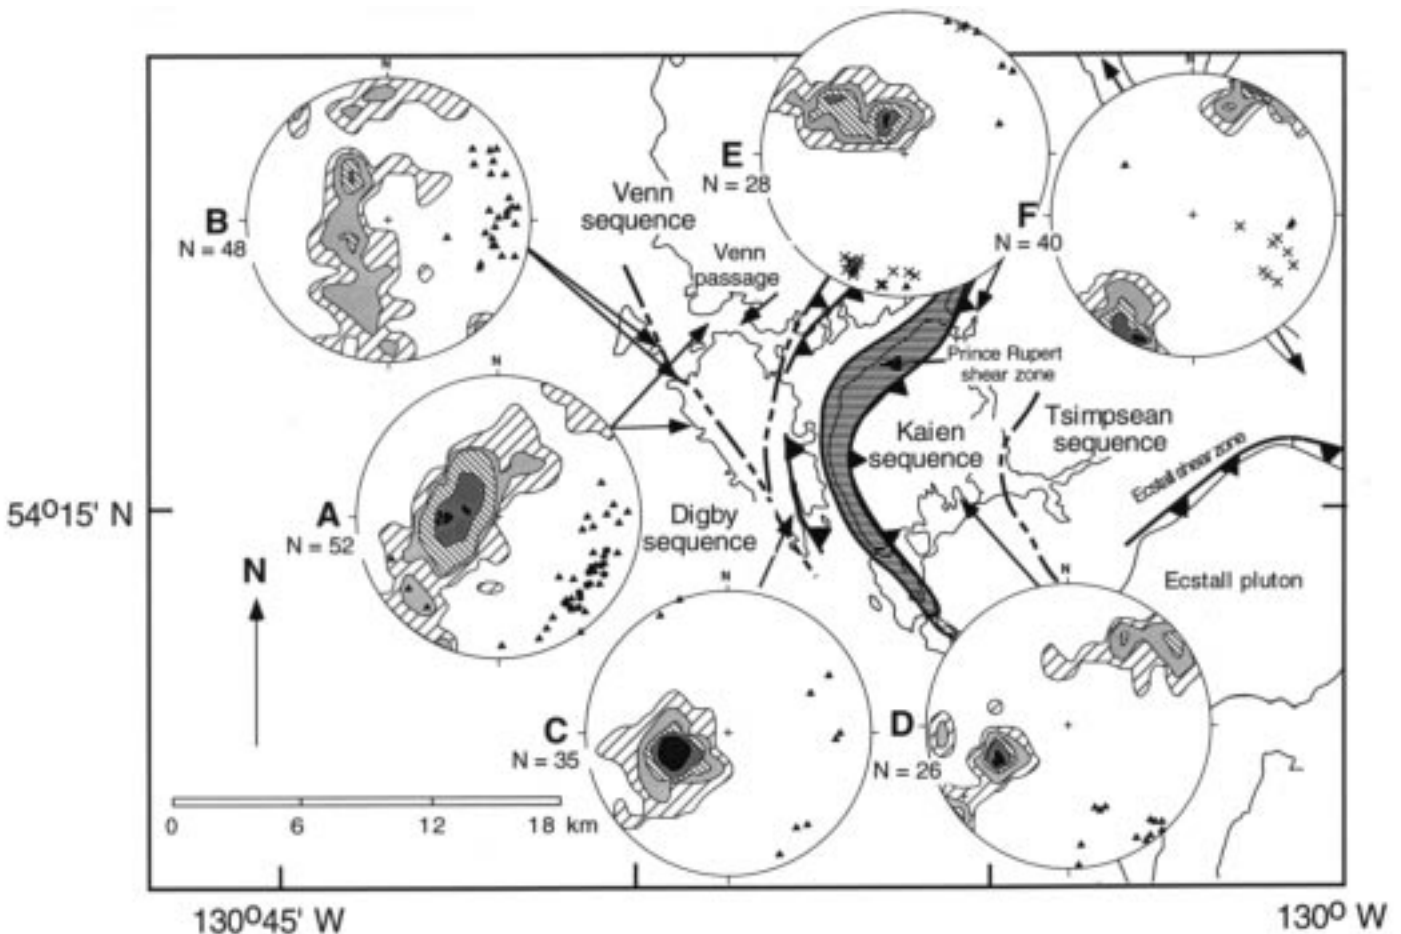 N
N
B
N = 48
Venn
sequence
Venn
passage
E
N = 28
F
N = 40
Prince Rupert
shear zone
N
A
N = 52
Kaien
sequence
Tsimpsean
sequence
Ecstall shear zone
54º15' N
Digby
sequence
Ecstall pluton
N
N
N
C
N = 35
D
N = 26
0 6 12 18 km
130º45' W
130º W